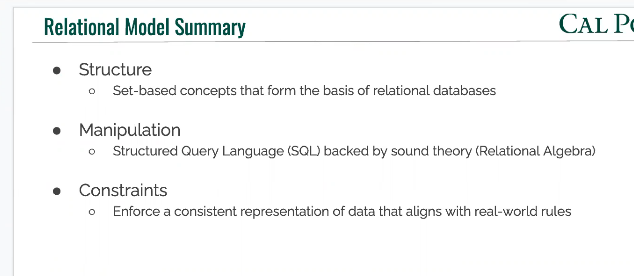 Relational Model Summary
CAL
Structure
Set-based concepts that form the basis of relational databases
Manipulation
Structured Query Language (SQL) backed by sound theory (Relational Algebra)
Constraints
Enforce a consistent representation of data that aligns with real-world rules